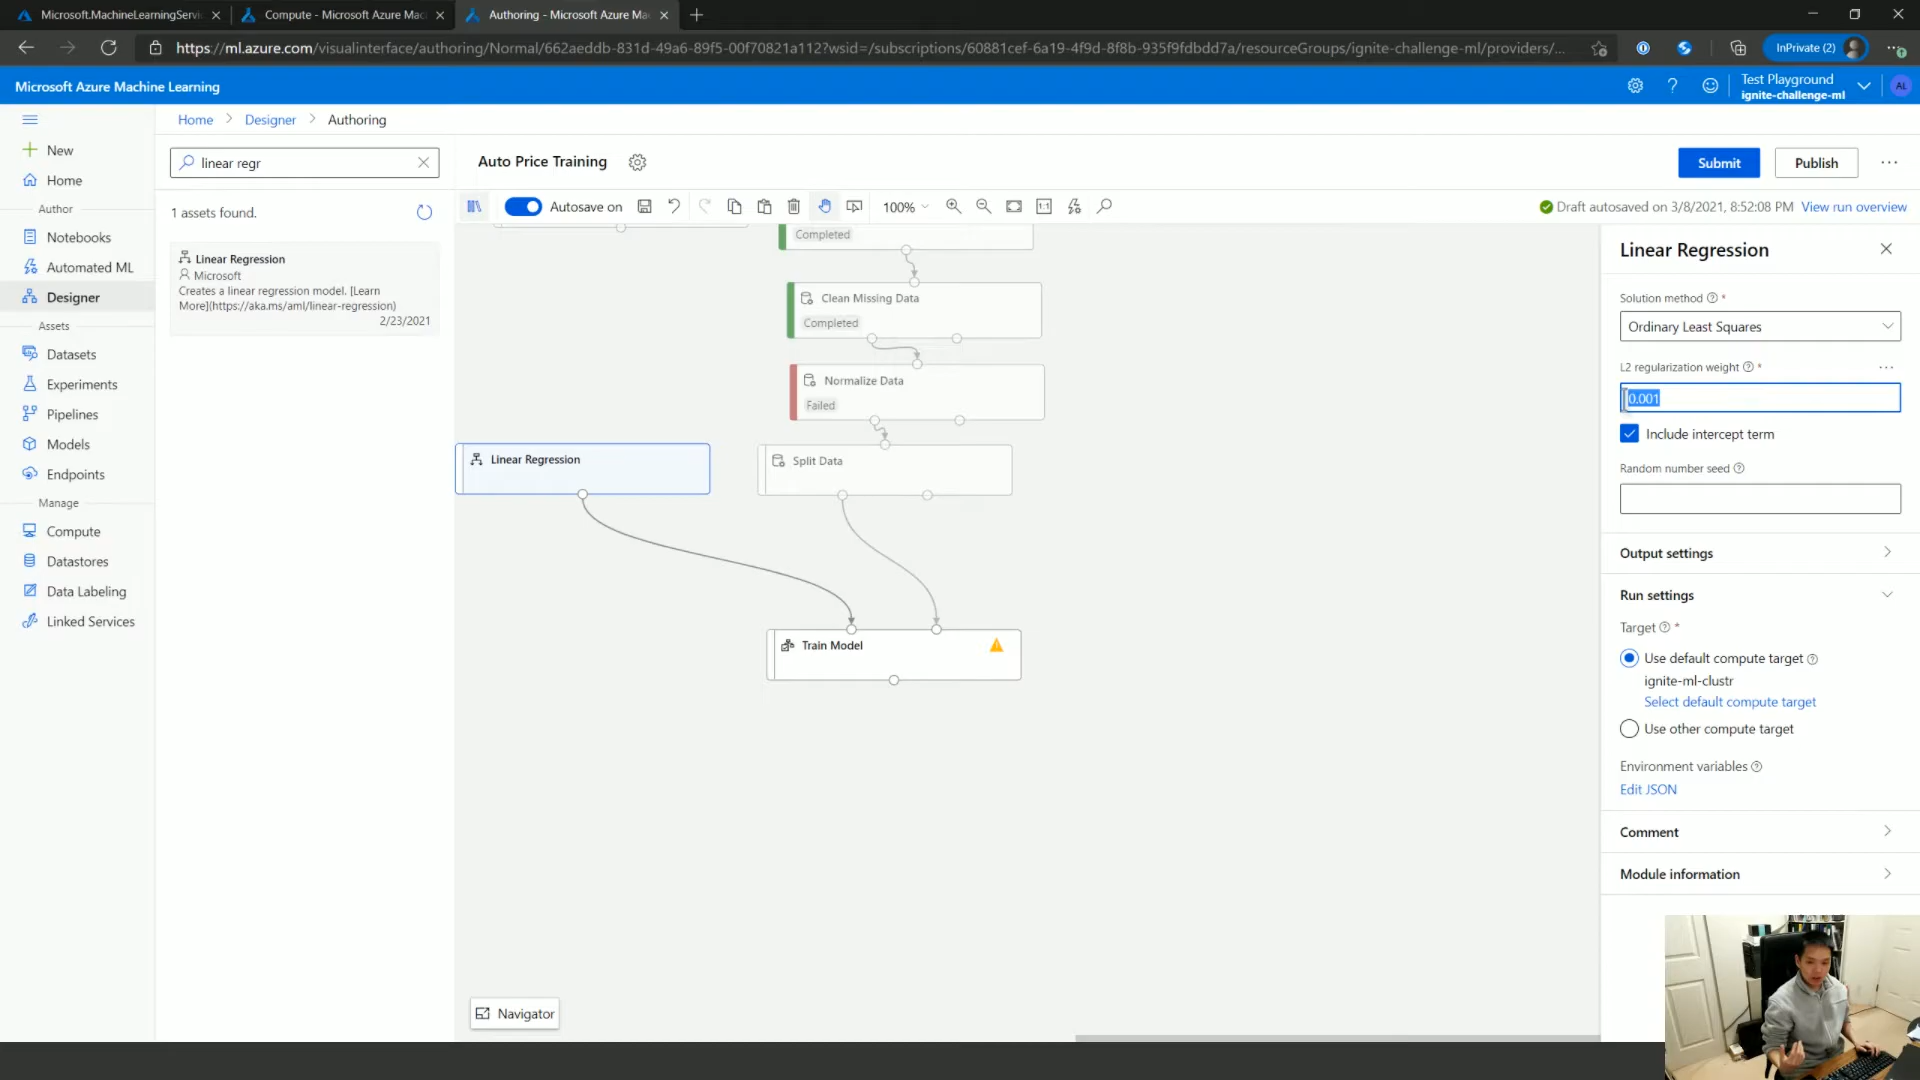 Microsoft.MachineLearningServi
Compute - Microsoft Azure Mac
Authoring - Microsoft Azure Ma
https://ml.azure.com/visualinterface/authoring/Normal/662aeddb-831d-49a6-89f5-00f70821a112?wsid=/subscriptions/60881cef-6a19-4f9d-8f8b-935f9fdbdd7a/resourceGroups/ignite-challenge-ml/providers/...
InPrivate (2)
Microsoft Azure Machine Learning
Test Playground
ignite-challenge-ml
AL
Home > Designer > Authoring
New
Home
Author
Notebooks
Automated ML
Designer
Assets
Datasets
Experiments
Pipelines
Models
Endpoints
Manage
Compute
Datastores
Data Labeling
Linked Services
linear regr
1 assets found.
Linear Regression
Microsoft
Creates a linear regression model. [Learn
More](https://aka.ms/aml/linear-regression)
2/23/2021
Auto Price Training
Submit
Publish
Autosave on
100%
Draft autosaved on 3/8/2021, 8:52:08 PM View run overview
Completed
Clean Missing Data
Completed
Normalize Data
Failed
Linear Regression
Split Data
Train Model
Navigator
Linear Regression
Solution method *
Ordinary Least Squares
L2 regularization weight *
0.001
Include intercept term
Random number seed
Output settings
Run settings
Target *
Use default compute target
ignite-ml-clustr
Select default compute target
Use other compute target
Environment variables
Edit JSON
Comment
Module information